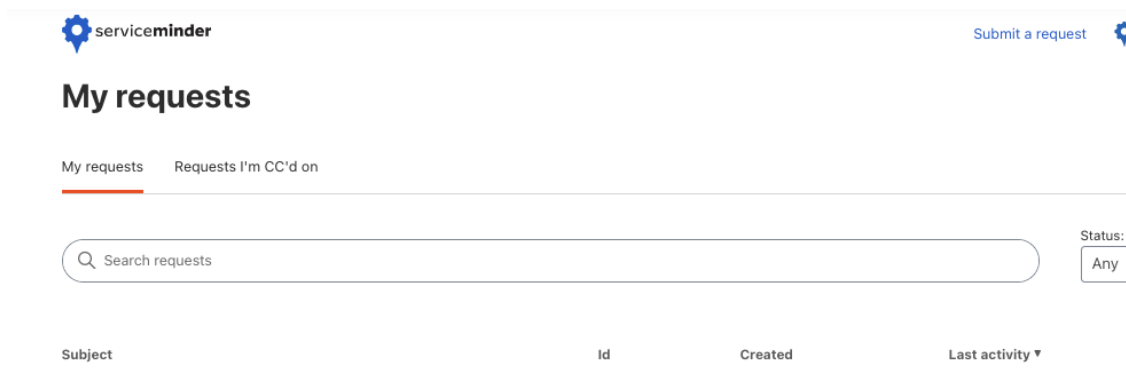 serviceminder
Submit a request
My requests
My requests Requests I'm CC'd on
Status:
Search requests
Any
Subject Id Created Last activity ▼